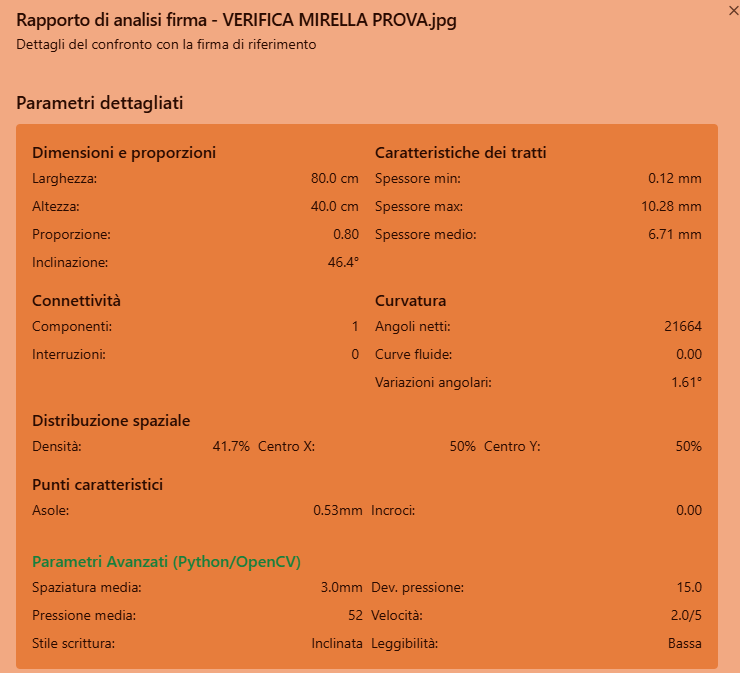 Rapporto di analisi firma - VERIFICA MIRELLA PROVA.jpg
Dettagli del confronto con la firma di riferimento
Parametri dettagliati
Dimensioni e proporzioni
Larghezza: 80.0 cm
Altezza: 40.0 cm
Proporzione: 0.80
Inclinazione: 46.4°
Caratteristiche dei tratti
Spessore min: 0.12 mm
Spessore max: 10.28 mm
Spessore medio: 6.71 mm
Connettività
Componenti: 1
Interruzioni: 0
Curvatura
Angoli netti: 21664
Curve fluide: 0.00
Variazioni angolari: 1.61°
Distribuzione spaziale
Densità: 41.7% Centro X: 50% Centro Y: 50%
Punti caratteristici
Asole: 0.53mm Incroci: 0.00
Parametri Avanzati (Python/OpenCV)
Spaziatura media: 3.0mm Dev. pressione: 15.0
Pressione media: 52 Velocità: 2.0/5
Stile scrittura: Inclinata Leggibilità: Bassa